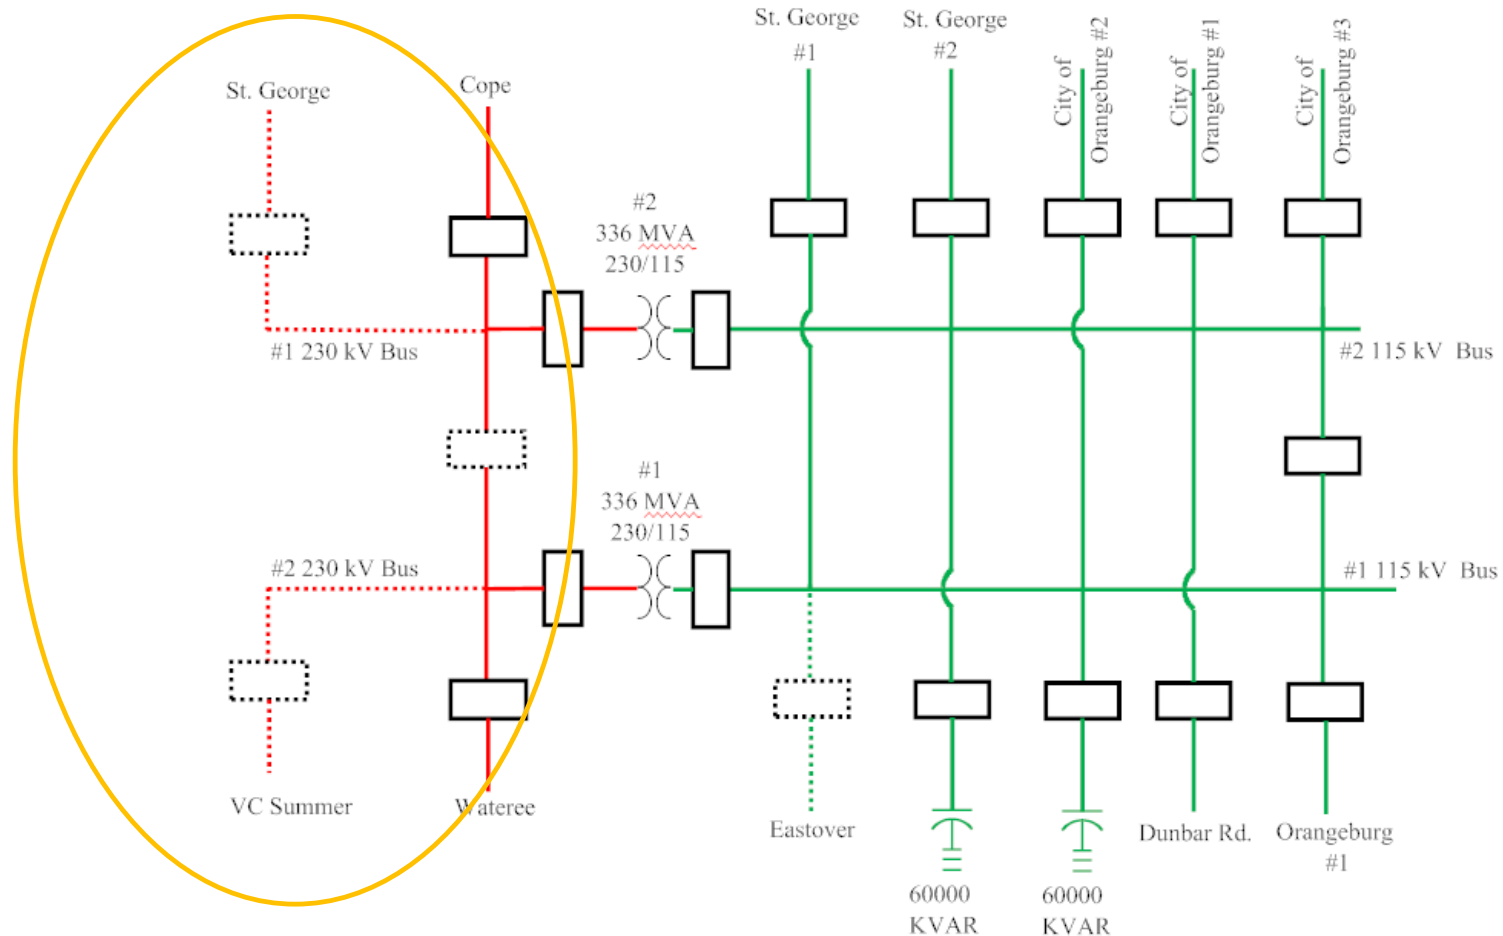 St. George
#1
St. George
#2
City of
Orangeburg #2
City of
Orangeburg #1
City of
Orangeburg #3
St. George
Cope
#2
336 MVA
230/115
#1 230 kV Bus
#2 115 kV Bus
#1
336 MVA
230/115
#2 230 kV Bus
#1 115 kV Bus
VC Summer
Wateree
Eastover
Dunbar Rd.
Orangeburg
#1
60000
KVAR
60000
KVAR